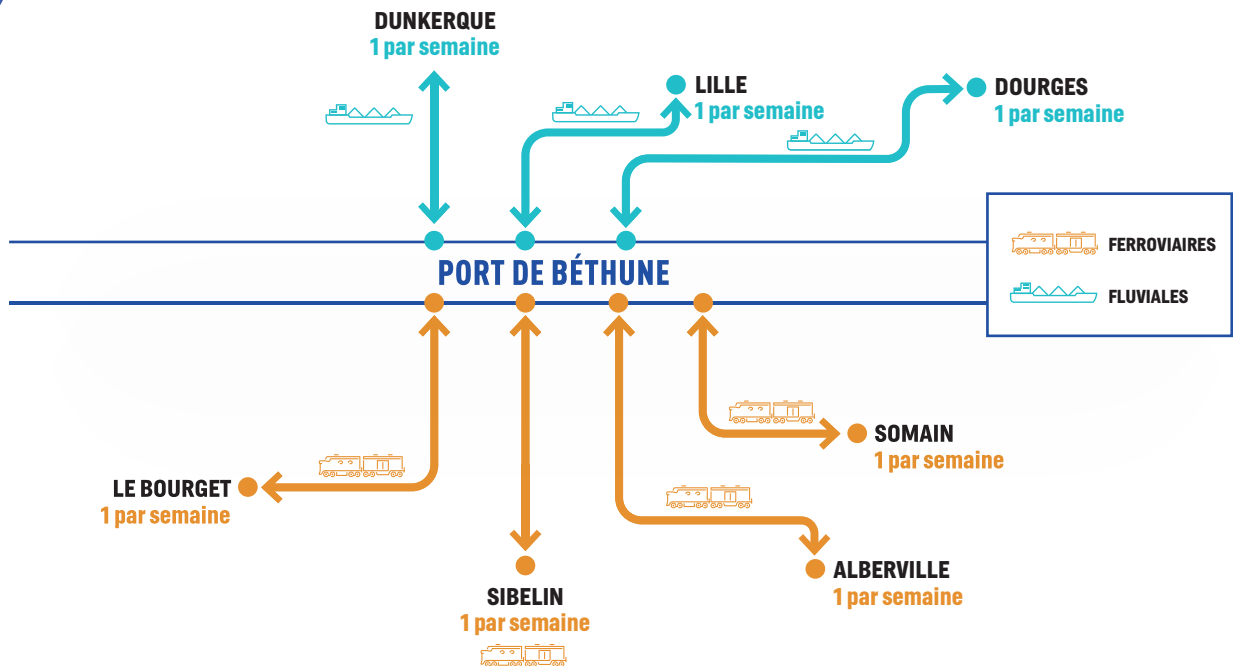 DUNKERQUE
1 par semaine
LILLE
1 par semaine
DOURGES
1 par semaine
FERROVIAIRES
FLUVIALES
PORT DE BÉTHUNE
SOMAIN
1 par semaine
LE BOURGET
1 par semaine
ALBERVILLE
1 par semaine
SIBELIN
1 par semaine